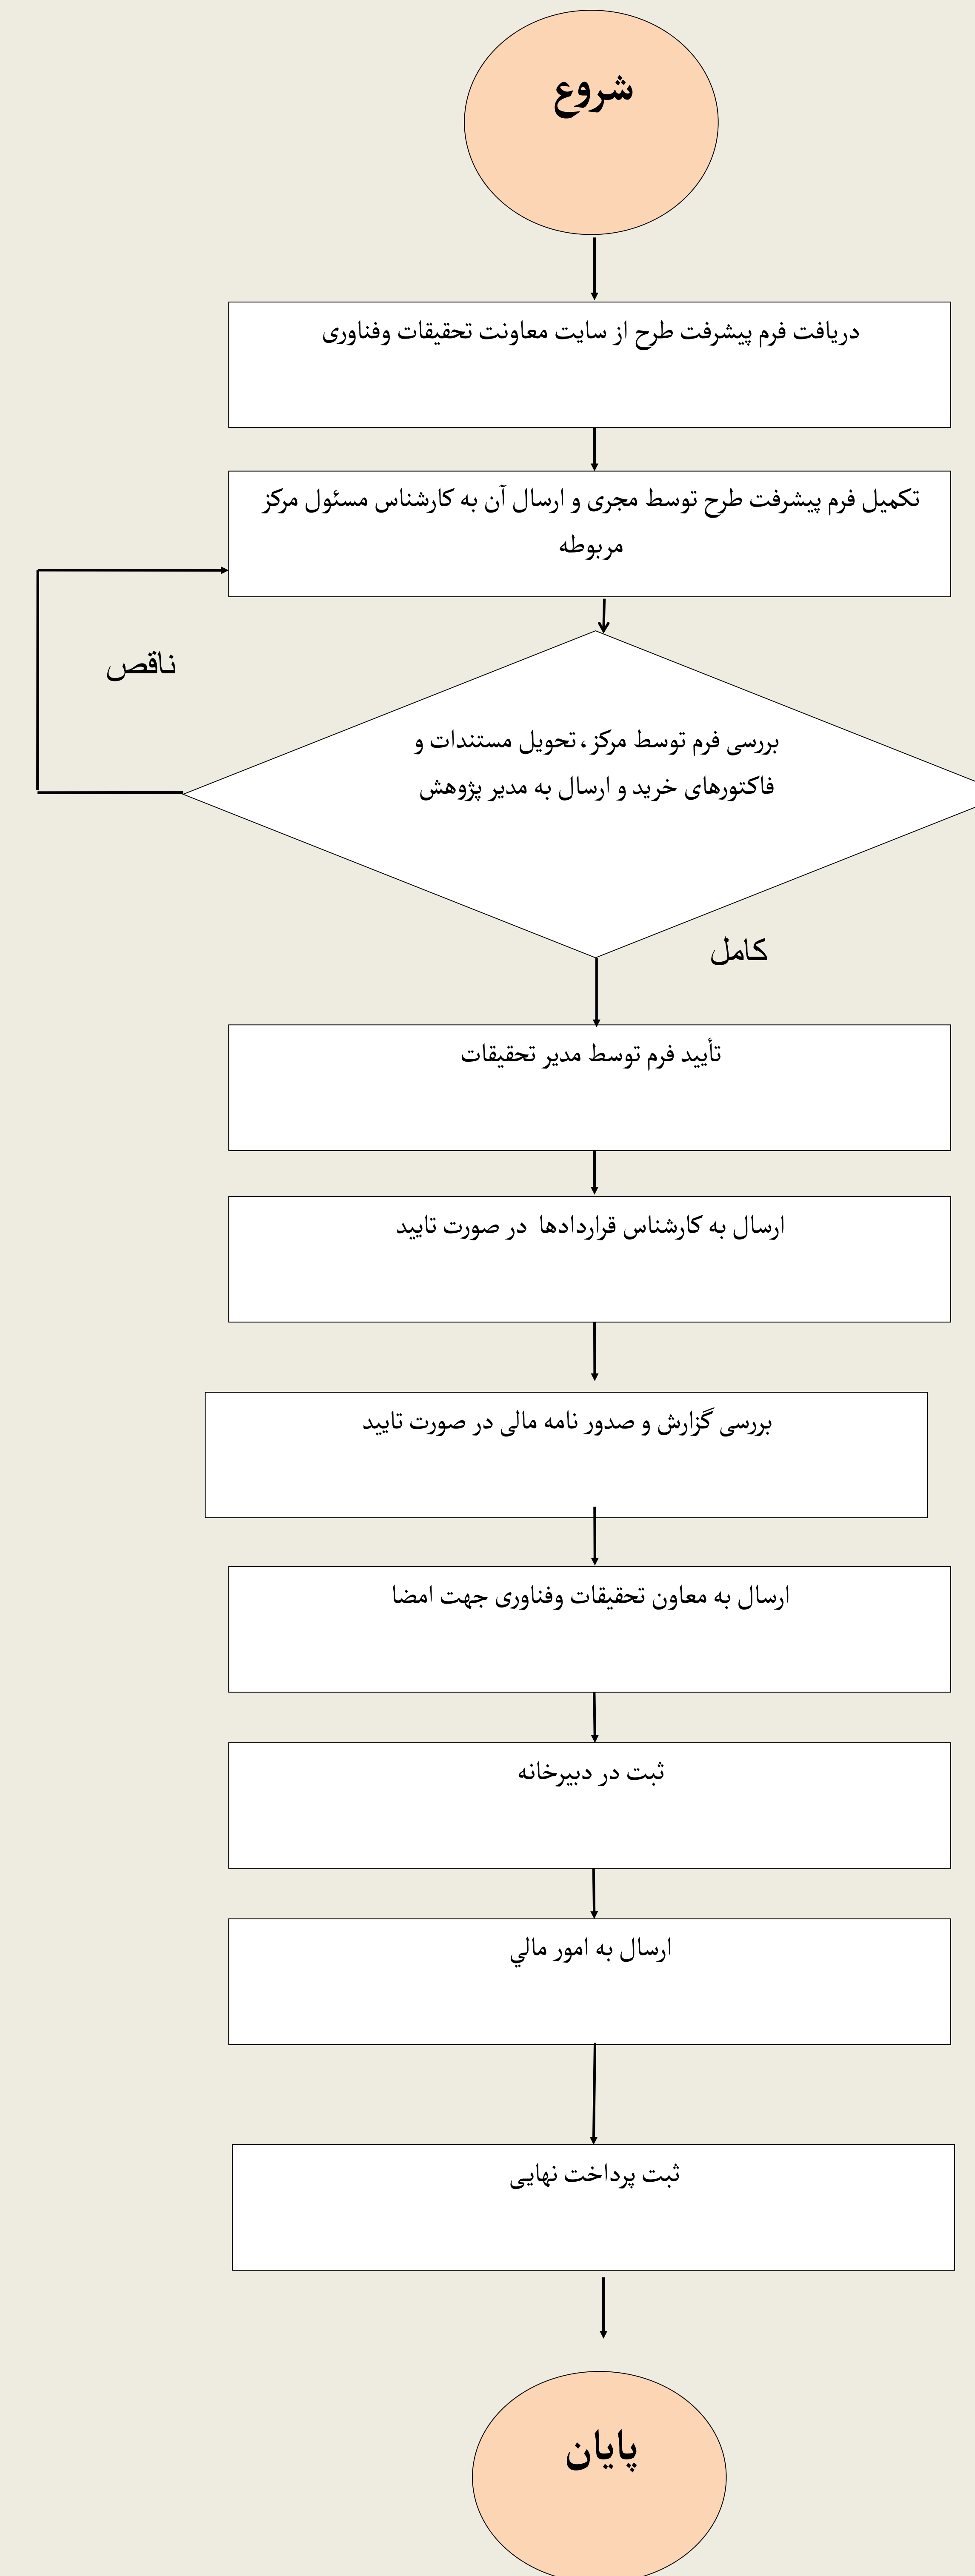 شروع
دریافت فرم پیشرفت طرح از سایت معاونت تحقیقات وفناوری
تکمیل فرم پیشرفت طرح توسط مجری و ارسال آن به کارشناس مسئول مرکز
مربوطه
ناقص
بررسی فرم توسط مرکز، تحویل مستندات و
فاکتورهای خرید و ارسال به مدیر پژوهش
کامل
تأیید فرم توسط مدیر تحقیقات
ارسال به کارشناس قراردادها در صورت تایید
بررسی گزارش و صدور نامه مالی در صورت تایید
ارسال به معاون تحقیقات وفناوری جهت امضا
ثبت در دبیرخانه
ارسال به امور مالي
ثبت پرداخت نهایی
پایان